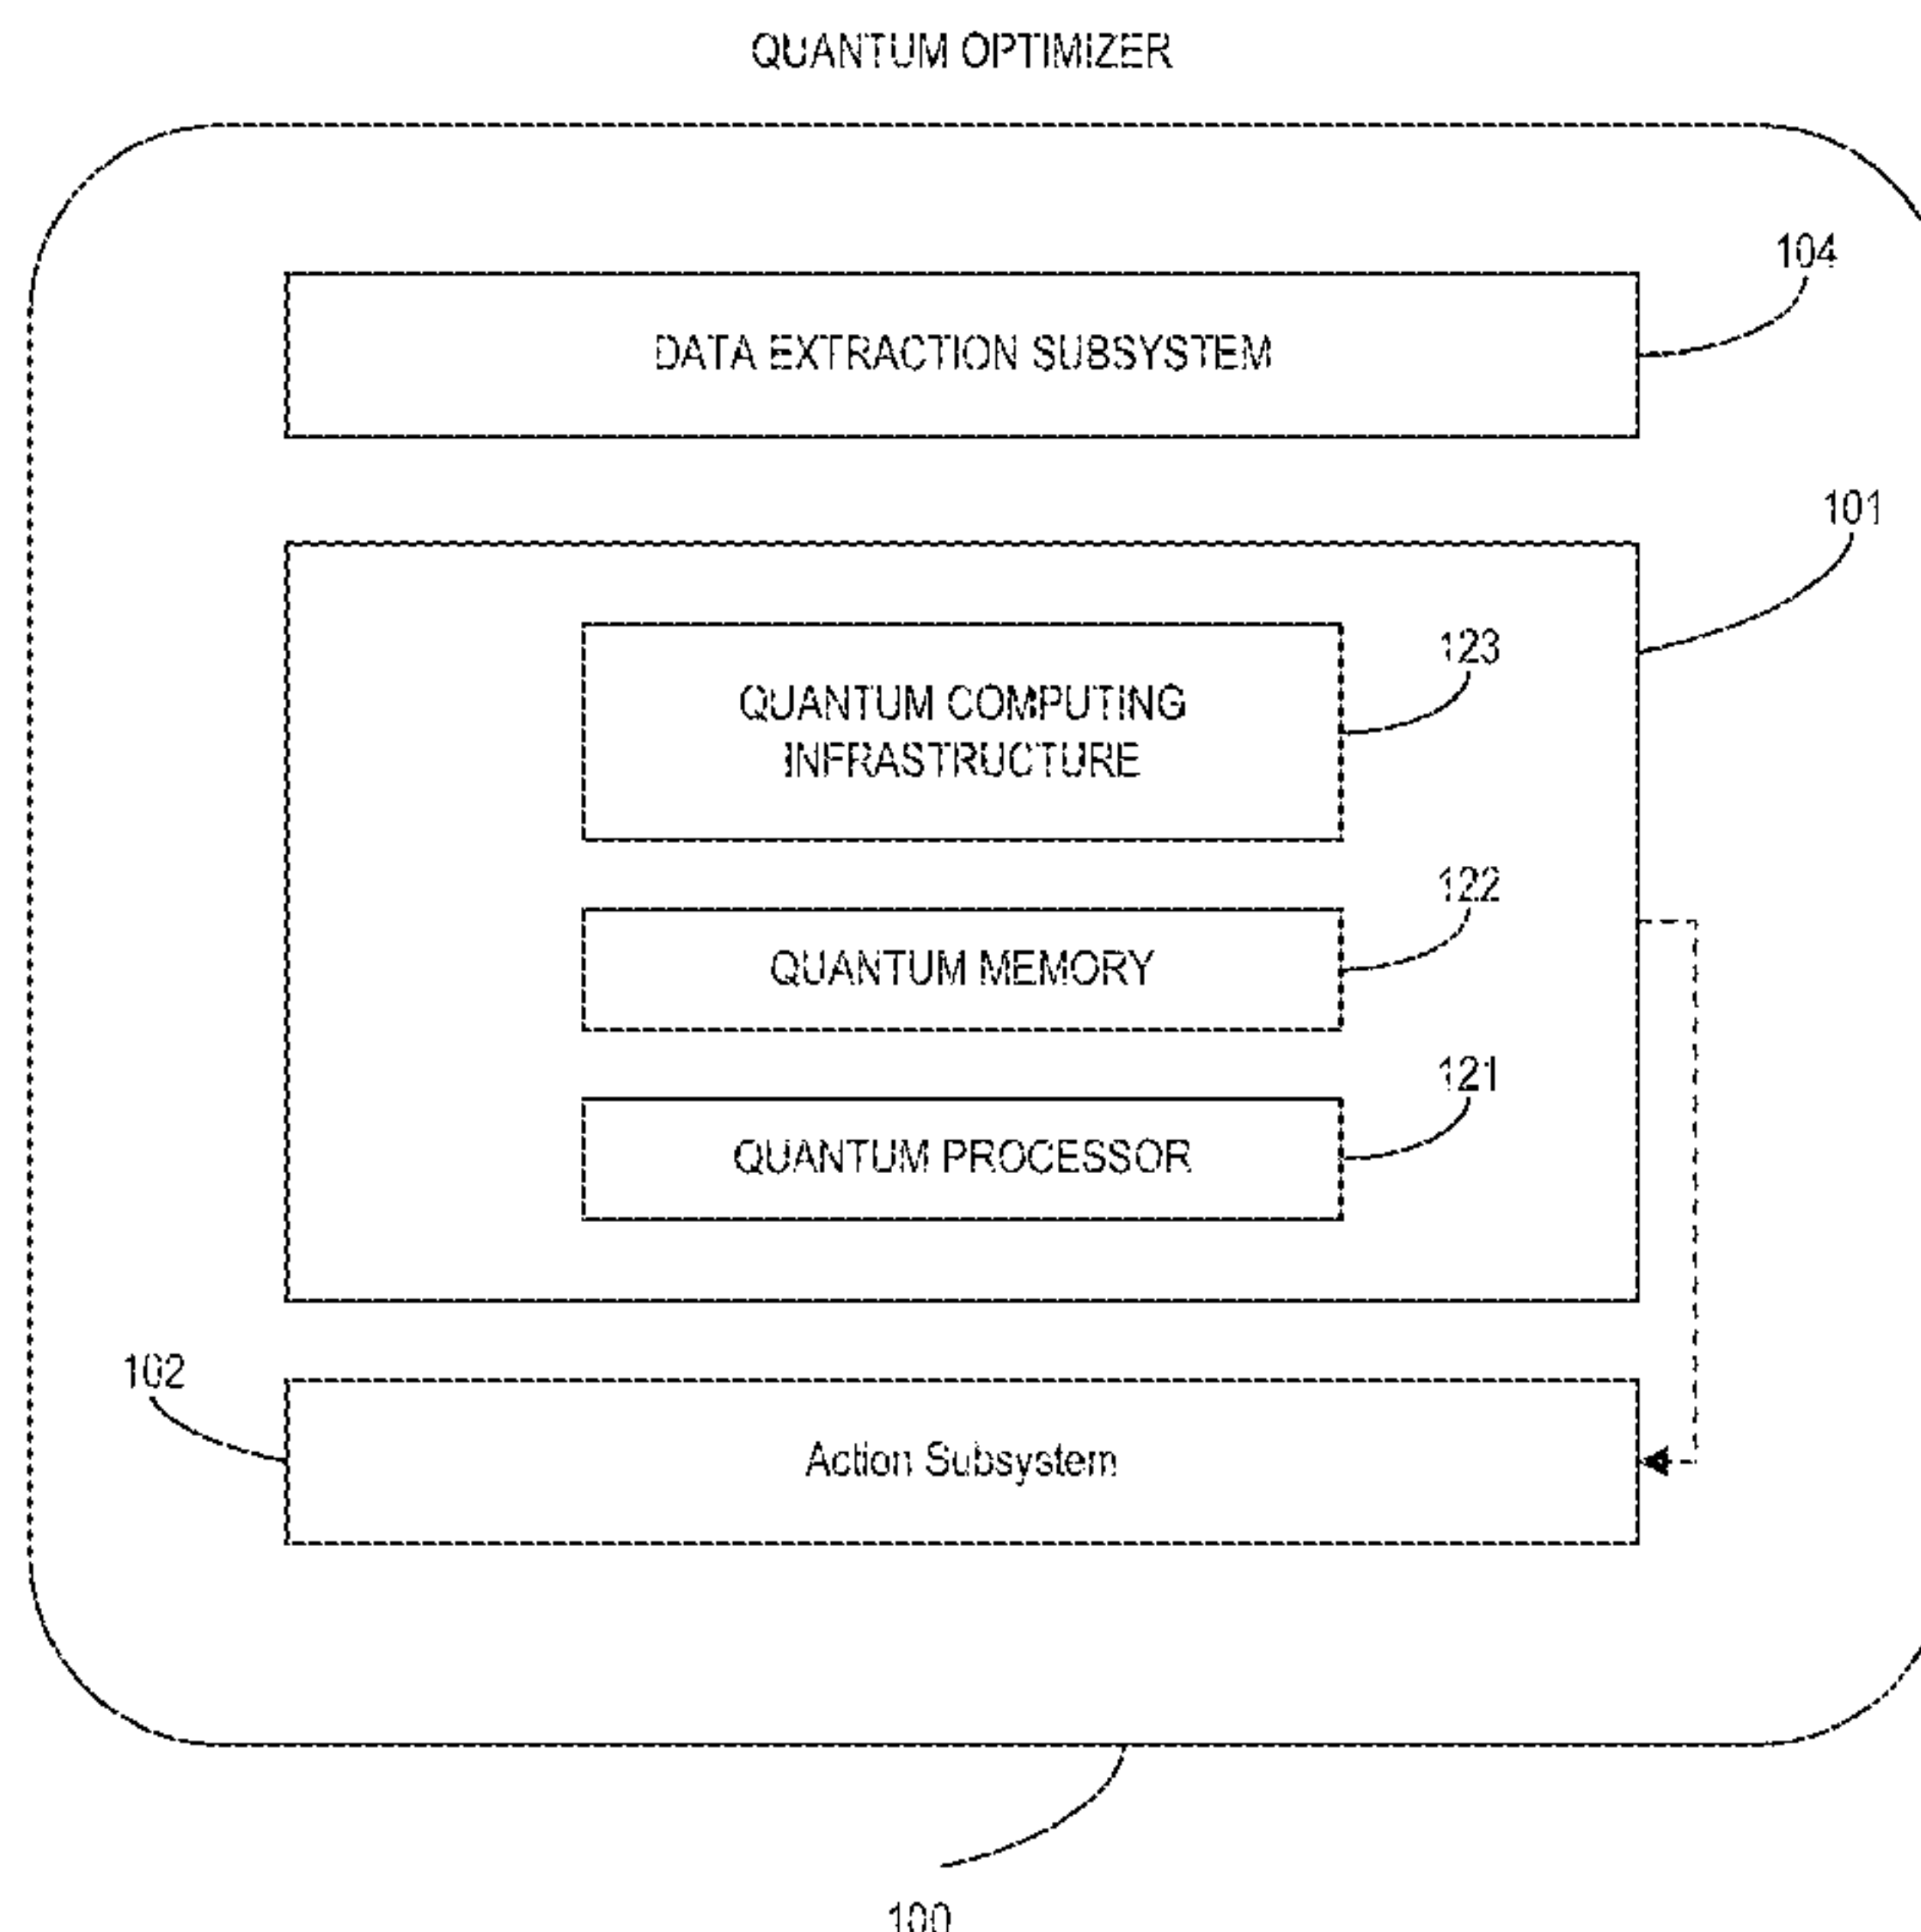 QUANTUM OPTIMIZER
104
DATA EXTRACTION SUBSYSTEM
101
123
QUANTUM COMPUTING
INFRASTRUCTURE
122
QUANTUM MEMORY
121
QUANTUM PROCESSOR
102
Action Subsystem
100